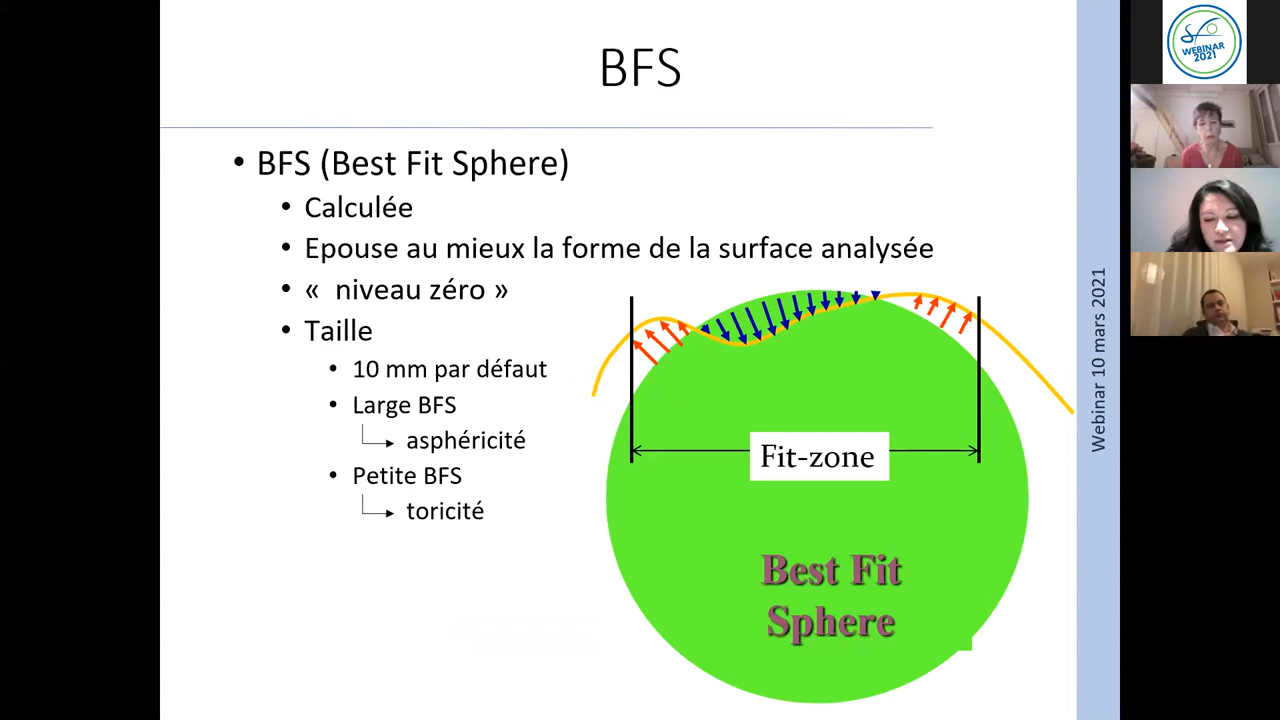 BFS
• BFS (Best Fit Sphere)
• Calculée
• Epouse au mieux la forme de la surface analysée
• «  niveau zéro »
• Taille
• 10 mm par défaut
• Large BFS
asphéricité
• Petite BFS
toricité
Fit-zone
Best Fit
Sphere
Webinar 10 mars 2021
SFO
WEBINAR
2021